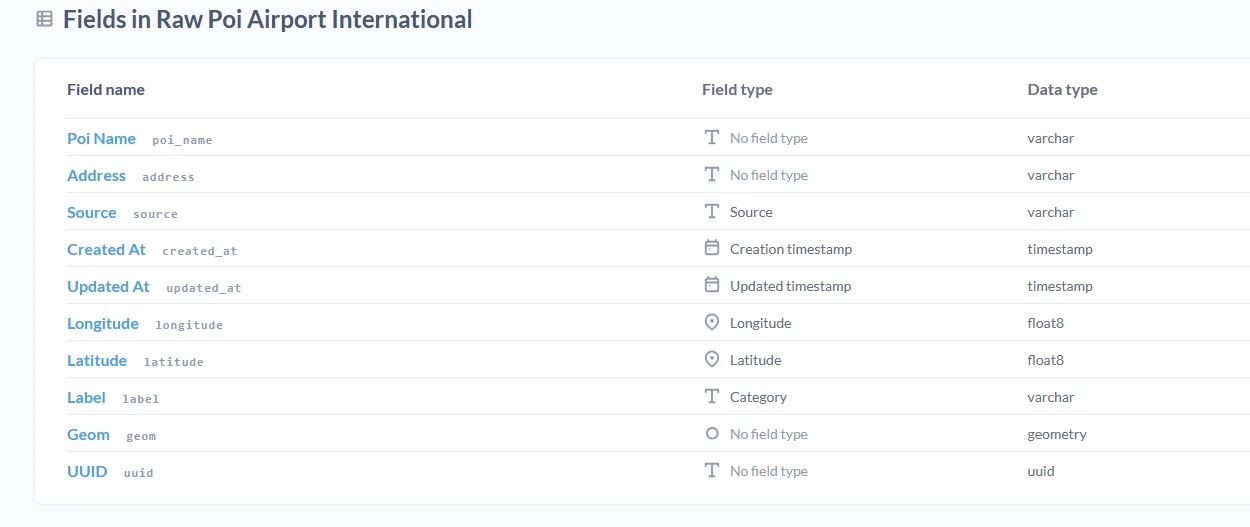 Fields in Raw Poi Airport International
Field name Field type Data type
Poi Name poi_name No field type varchar
Address address No field type varchar
Source source Source varchar
Created At created_at Creation timestamp timestamp
Updated At updated_at Updated timestamp timestamp
Longitude longitude Longitude float8
Latitude latitude Latitude float8
Label label Category varchar
Geom geom No field type geometry
UUID uuid No field type uuid